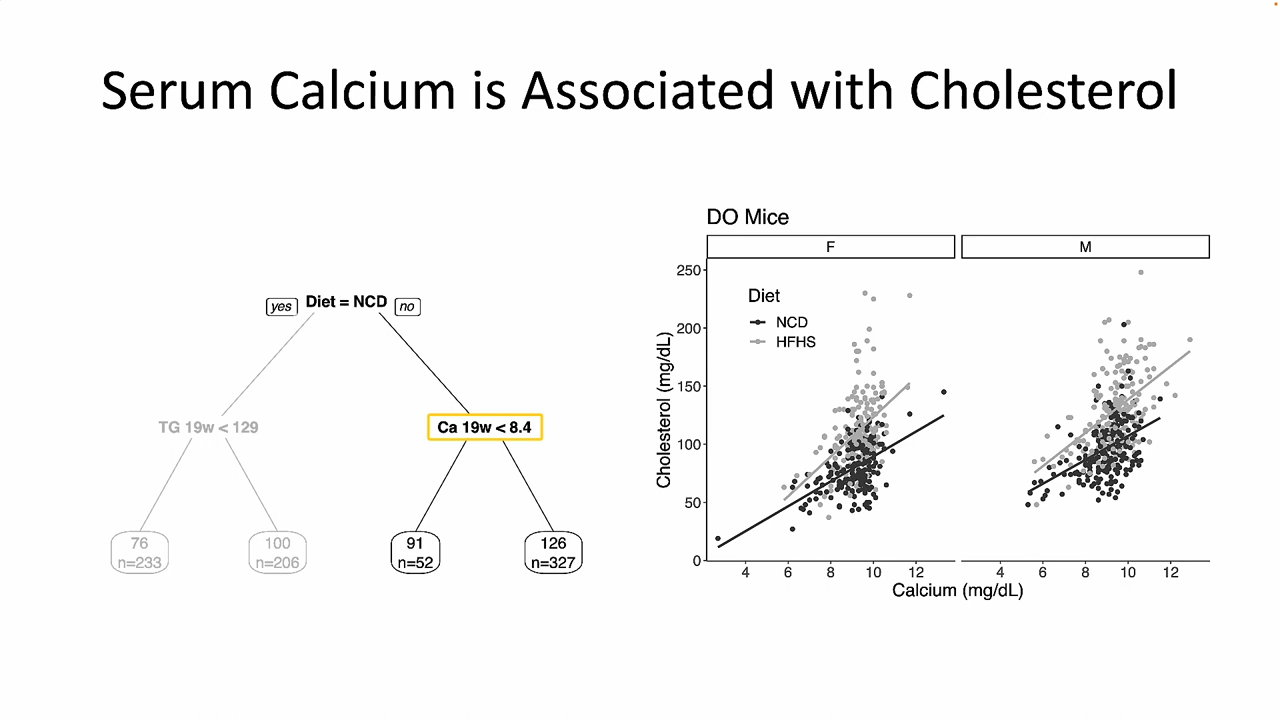 Serum Calcium is Associated with Cholesterol
yes
Diet = NCD
no
TG 19w < 129
Ca 19w < 8.4
76
n=233
100
n=206
91
n=52
126
n=327
DO Mice
F
M
Diet
NCD
HFHS
Cholesterol (mg/dL)
250
200
150
100
50
0
4 6 8 10 12
4 6 8 10 12
Calcium (mg/dL)